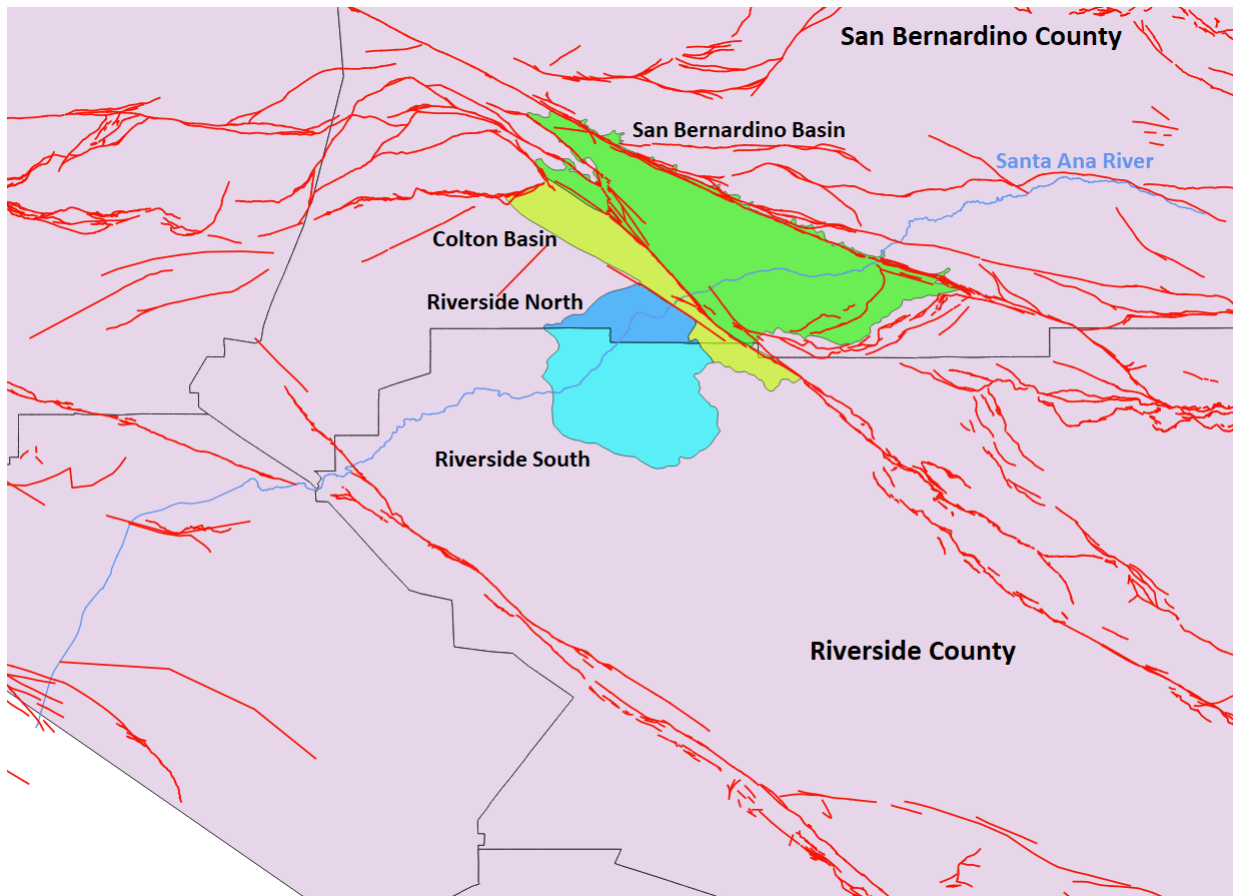 San Bernardino County
San Bernardino Basin
Santa Ana River
Colton Basin
Riverside North
Riverside South
Riverside County